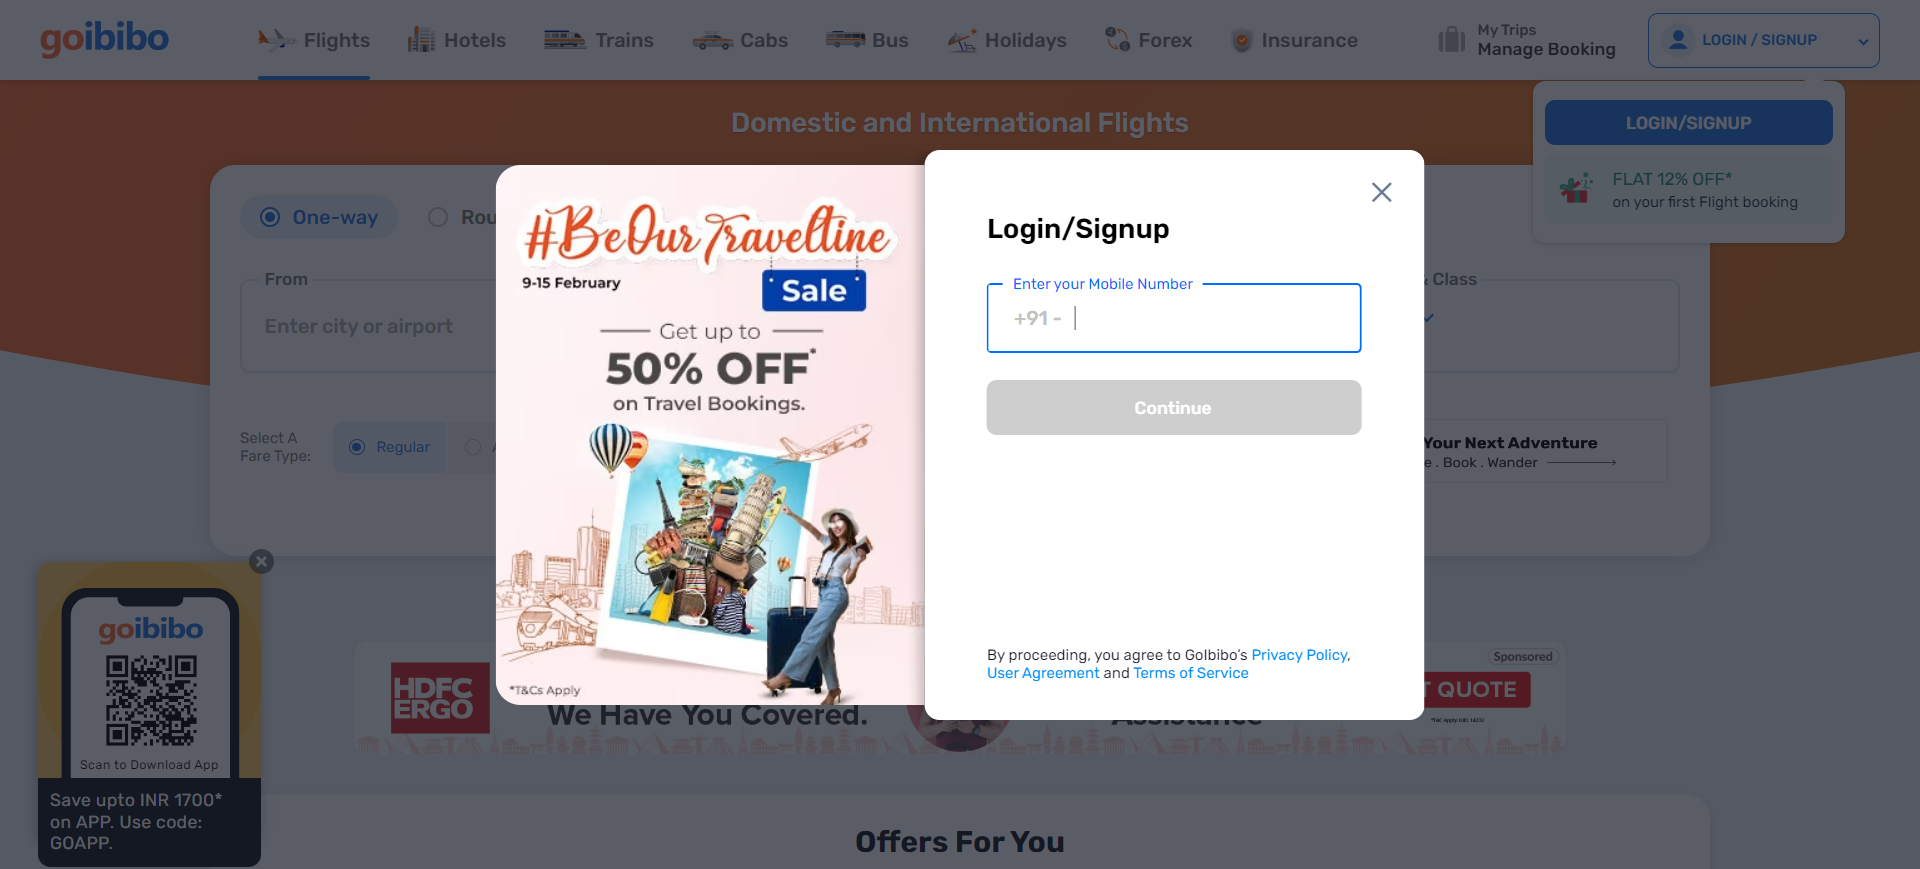 goibibo
Flights
Hotels
Trains
Cabs
Bus
Holidays
Forex
Insurance
My Trips
Manage Booking
LOGIN / SIGNUP
LOGIN/SIGNUP
FLAT 12% OFF*
on your first Flight booking
Domestic and International Flights
One-way
Rou
From
Enter city or airport
Select A
Fare Type:
Regular
#BeOurTraveltine
9-15 February
Sale
Get up to
50% OFF*
on Travel Bookings.
*T&Cs Apply
Login/Signup
Enter your Mobile Number
+91 -
Continue
By proceeding, you agree to GoIbibo's Privacy Policy,
User Agreement and Terms of Service
& Class
Your Next Adventure
e . Book . Wander
goibibo
Scan to Download App
Save upto INR 1700*
on APP. Use code:
GOAPP.
HDFC
ERGO
We Have You Covered.
Assistance
Sponsored
T QUOTE
Offers For You